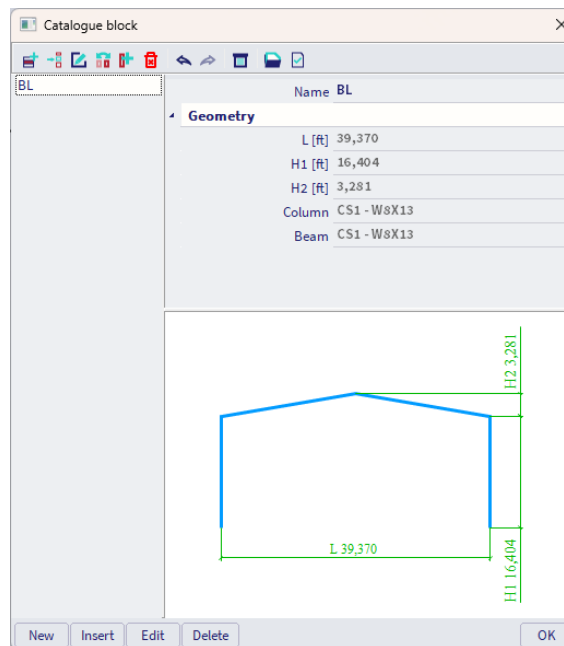 Catalogue block
BL
Name BL
Geometry
L [ft] 39,370
H1 [ft] 16,404
H2 [ft] 3,281
Column CS1 - W8X13
Beam CS1 - W8X13
H2 3,281
L 39,370
H1 16,404
New Insert Edit Delete OK